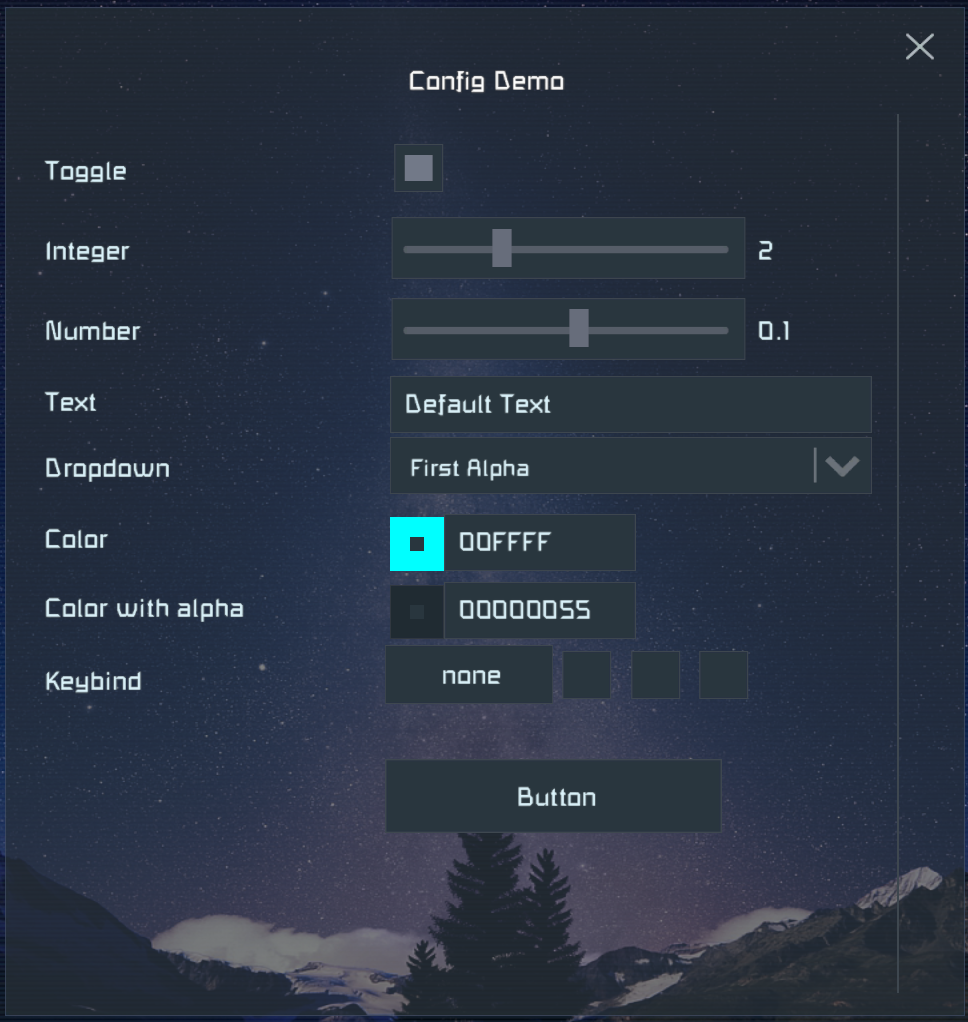 Config Demo
Toggle
Integer 2
Number 0.1
Text Default Text
Dropdown First Alpha
Color 00FFFF
Color with alpha 00000055
Keybind none
Button